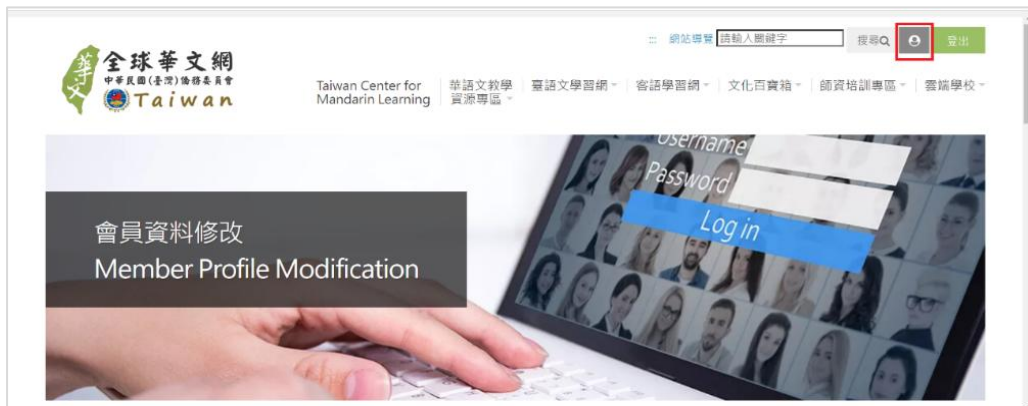 ::: 網站導覽 請輸入關鍵字 搜尋 登出
華文
全球華文網
中華民國(臺灣)僑務委員會
Taiwan
Taiwan Center for Mandarin Learning
華語文教學資源專區
臺語文學習網
客語學習網
文化百寶箱
師資培訓專區
雲端學校
Username
Password
Log in
會員資料修改
Member Profile Modification